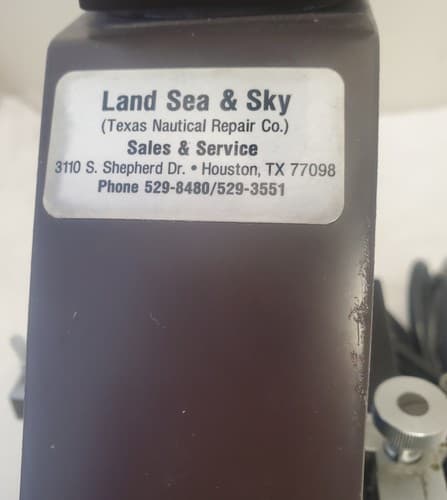 Land Sea & Sky
(Texas Nautical Repair Co.)
Sales & Service
3110 S. Shepherd Dr. • Houston, TX 77098
Phone 529-8480/529-3551